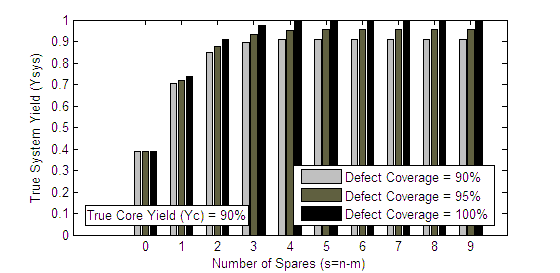 True System Yield (Ysys)
1
0.9
0.8
0.7
0.6
0.5
0.4
0.3
0.2
0.1
0
True Core Yield (Yc) = 90%
Defect Coverage = 90%
Defect Coverage = 95%
Defect Coverage = 100%
0 1 2 3 4 5 6 7 8 9
Number of Spares (s=n-m)